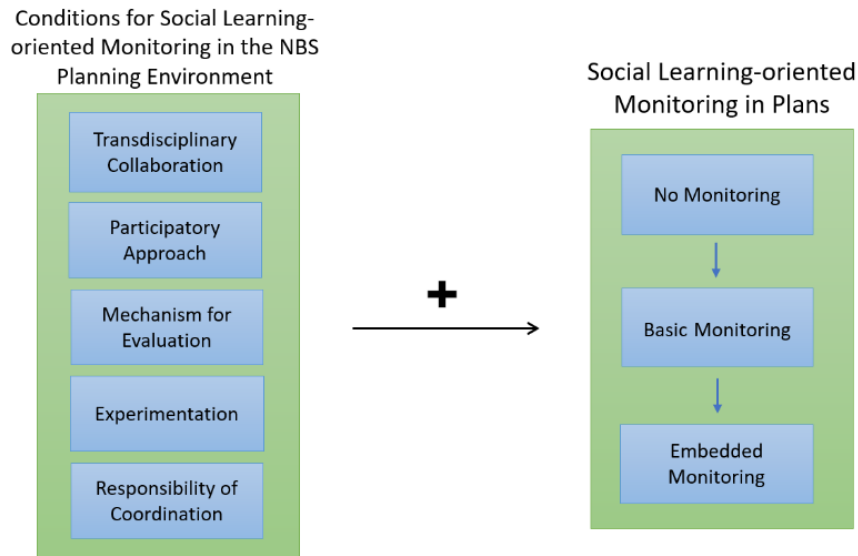 Conditions for Social Learning-
oriented Monitoring in the NBS
Planning Environment
Transdisciplinary
Collaboration
Participatory
Approach
Mechanism for
Evaluation
Experimentation
Responsibility of
Coordination
+
Social Learning-oriented
Monitoring in Plans
No Monitoring
Basic Monitoring
Embedded
Monitoring